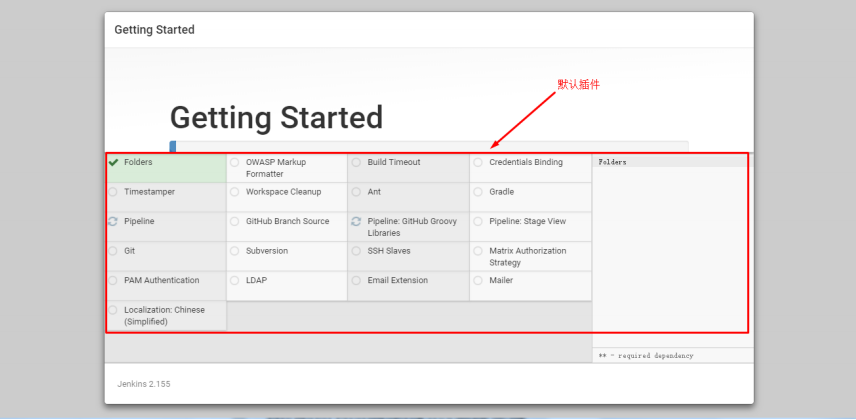 Getting Started
默认插件
Getting Started
Folders
OWASP Markup
Formatter
Build Timeout
Credentials Binding
Folders
Timestamper
Workspace Cleanup
Ant
Gradle
Pipeline
GitHub Branch Source
Pipeline: GitHub Groovy
Libraries
Pipeline: Stage View
Git
Subversion
SSH Slaves
Matrix Authorization
Strategy
PAM Authentication
LDAP
Email Extension
Mailer
Localization: Chinese
(Simplified)
** - required dependency
Jenkins 2.155